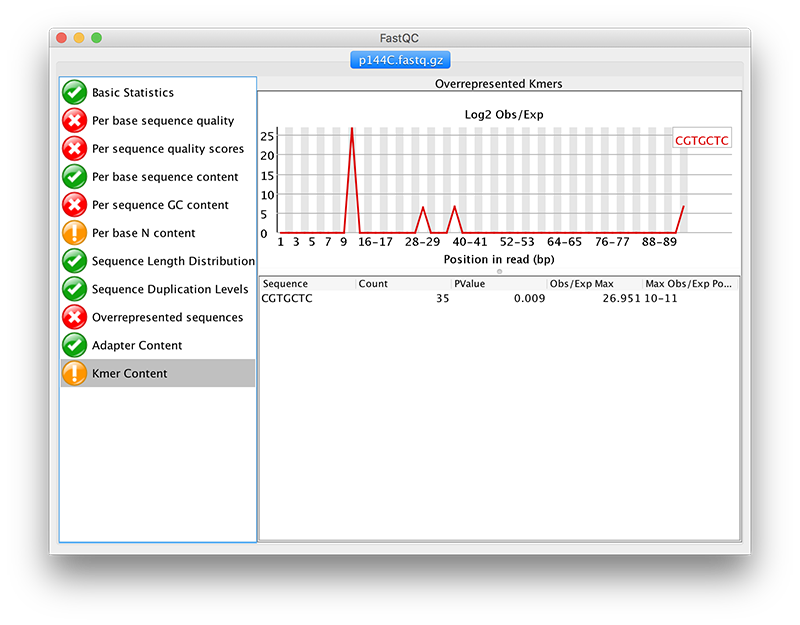 FastQC
p144C.fastq.gz
Basic Statistics
Per base sequence quality
Per sequence quality scores
Per base sequence content
Per sequence GC content
Per base N content
Sequence Length Distribution
Sequence Duplication Levels
Overrepresented sequences
Adapter Content
Kmer Content
Overrepresented Kmers
Log2 Obs/Exp
CGTGCTC
25
20
15
10
5
0
1 3 5 7 9 16-17 28-29 40-41 52-53 64-65 76-77 88-89
Position in read (bp)
Sequence Count PValue Obs/Exp Max Max Obs/Exp Po...
CGTGCTC 35 0.009 26.951 10-11